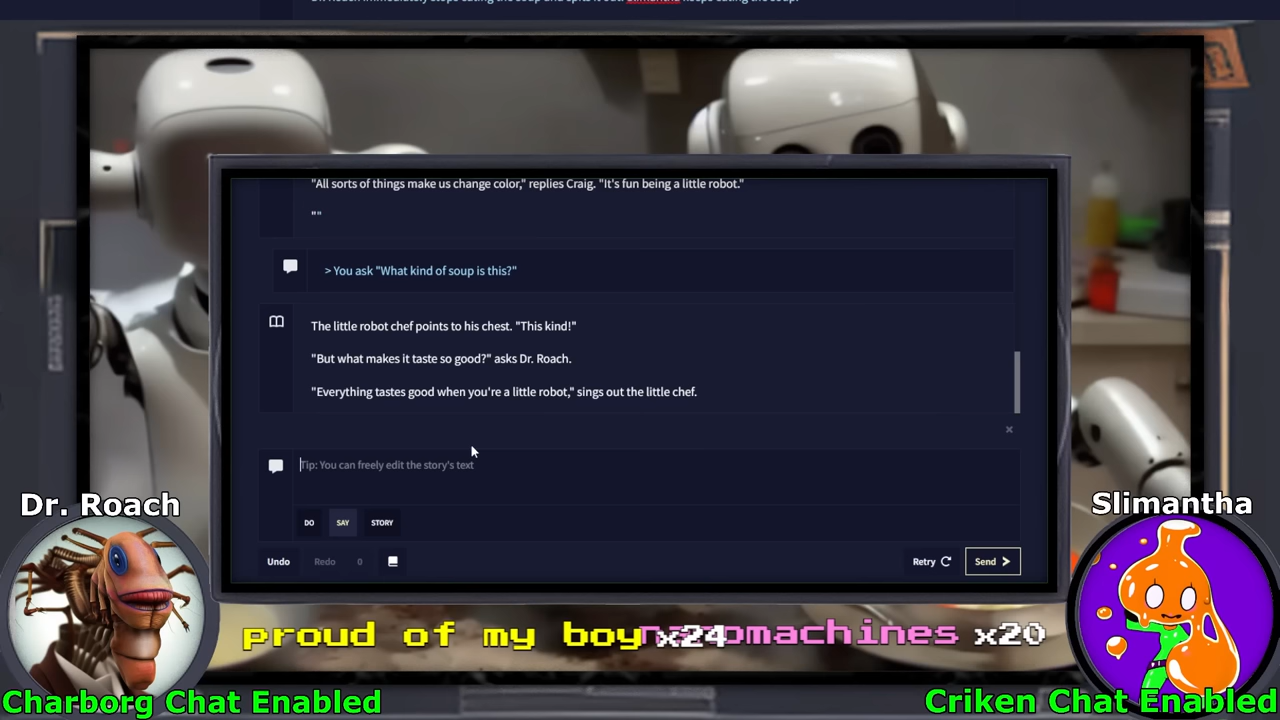 "All sorts of things make us change color," replies Craig. "It's fun being a little robot."
""
> You ask "What kind of soup is this?"
The little robot chef points to his chest. "This kind!"
"But what makes it taste so good?" asks Dr. Roach.
"Everything tastes good when you're a little robot," sings out the little chef.
Tip: You can freely edit the story's text
DO SAY STORY
Undo Redo 0 Retry Send
Dr. Roach
Slimantha
proud of my boy x24 omachines x20
Charborg Chat Enabled
Criken Chat Enabled